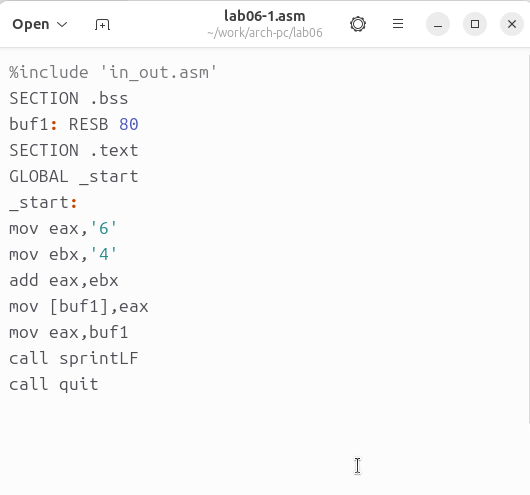 Open
lab06-1.asm
~/work/arch-pc/lab06
%include 'in_out.asm'
SECTION .bss
buf1: RESB 80
SECTION .text
GLOBAL _start
_start:
mov eax,'6'
mov ebx,'4'
add eax,ebx
mov [buf1],eax
mov eax,buf1
call sprintLF
call quit